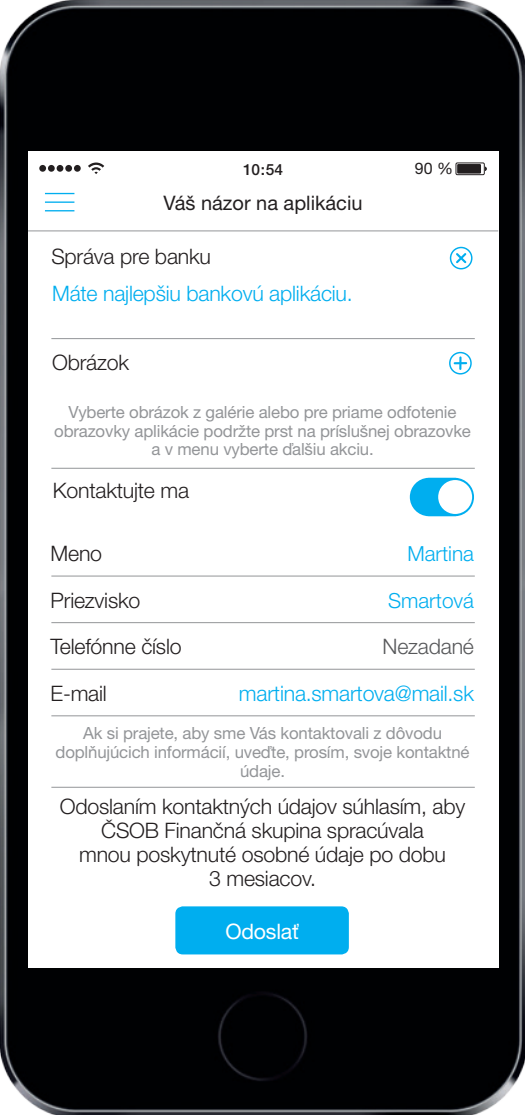 10:54
90 %
Váš názor na aplikáciu
Správa pre banku
Máte najlepšiu bankovú aplikáciu.
Obrázok
Vyberte obrázok z galérie alebo pre priame odfotenie
obrazovky aplikácie podržte prst na príslušnej obrazovke
a v menu vyberte ďalšiu akciu.
Kontaktujte ma
Meno Martina
Priezvisko Smartová
Telefónne číslo Nezadané
E-mail martina.smartova@mail.sk
Ak si prajete, aby sme Vás kontaktovali z dôvodu
doplňujúcich informácií, uveďte, prosím, svoje kontaktné
údaje.
Odoslaním kontaktných údajov súhlasím, aby
ČSOB Finančná skupina spracúvala
mnou poskytnuté osobné údaje po dobu
3 mesiacov.
Odoslať